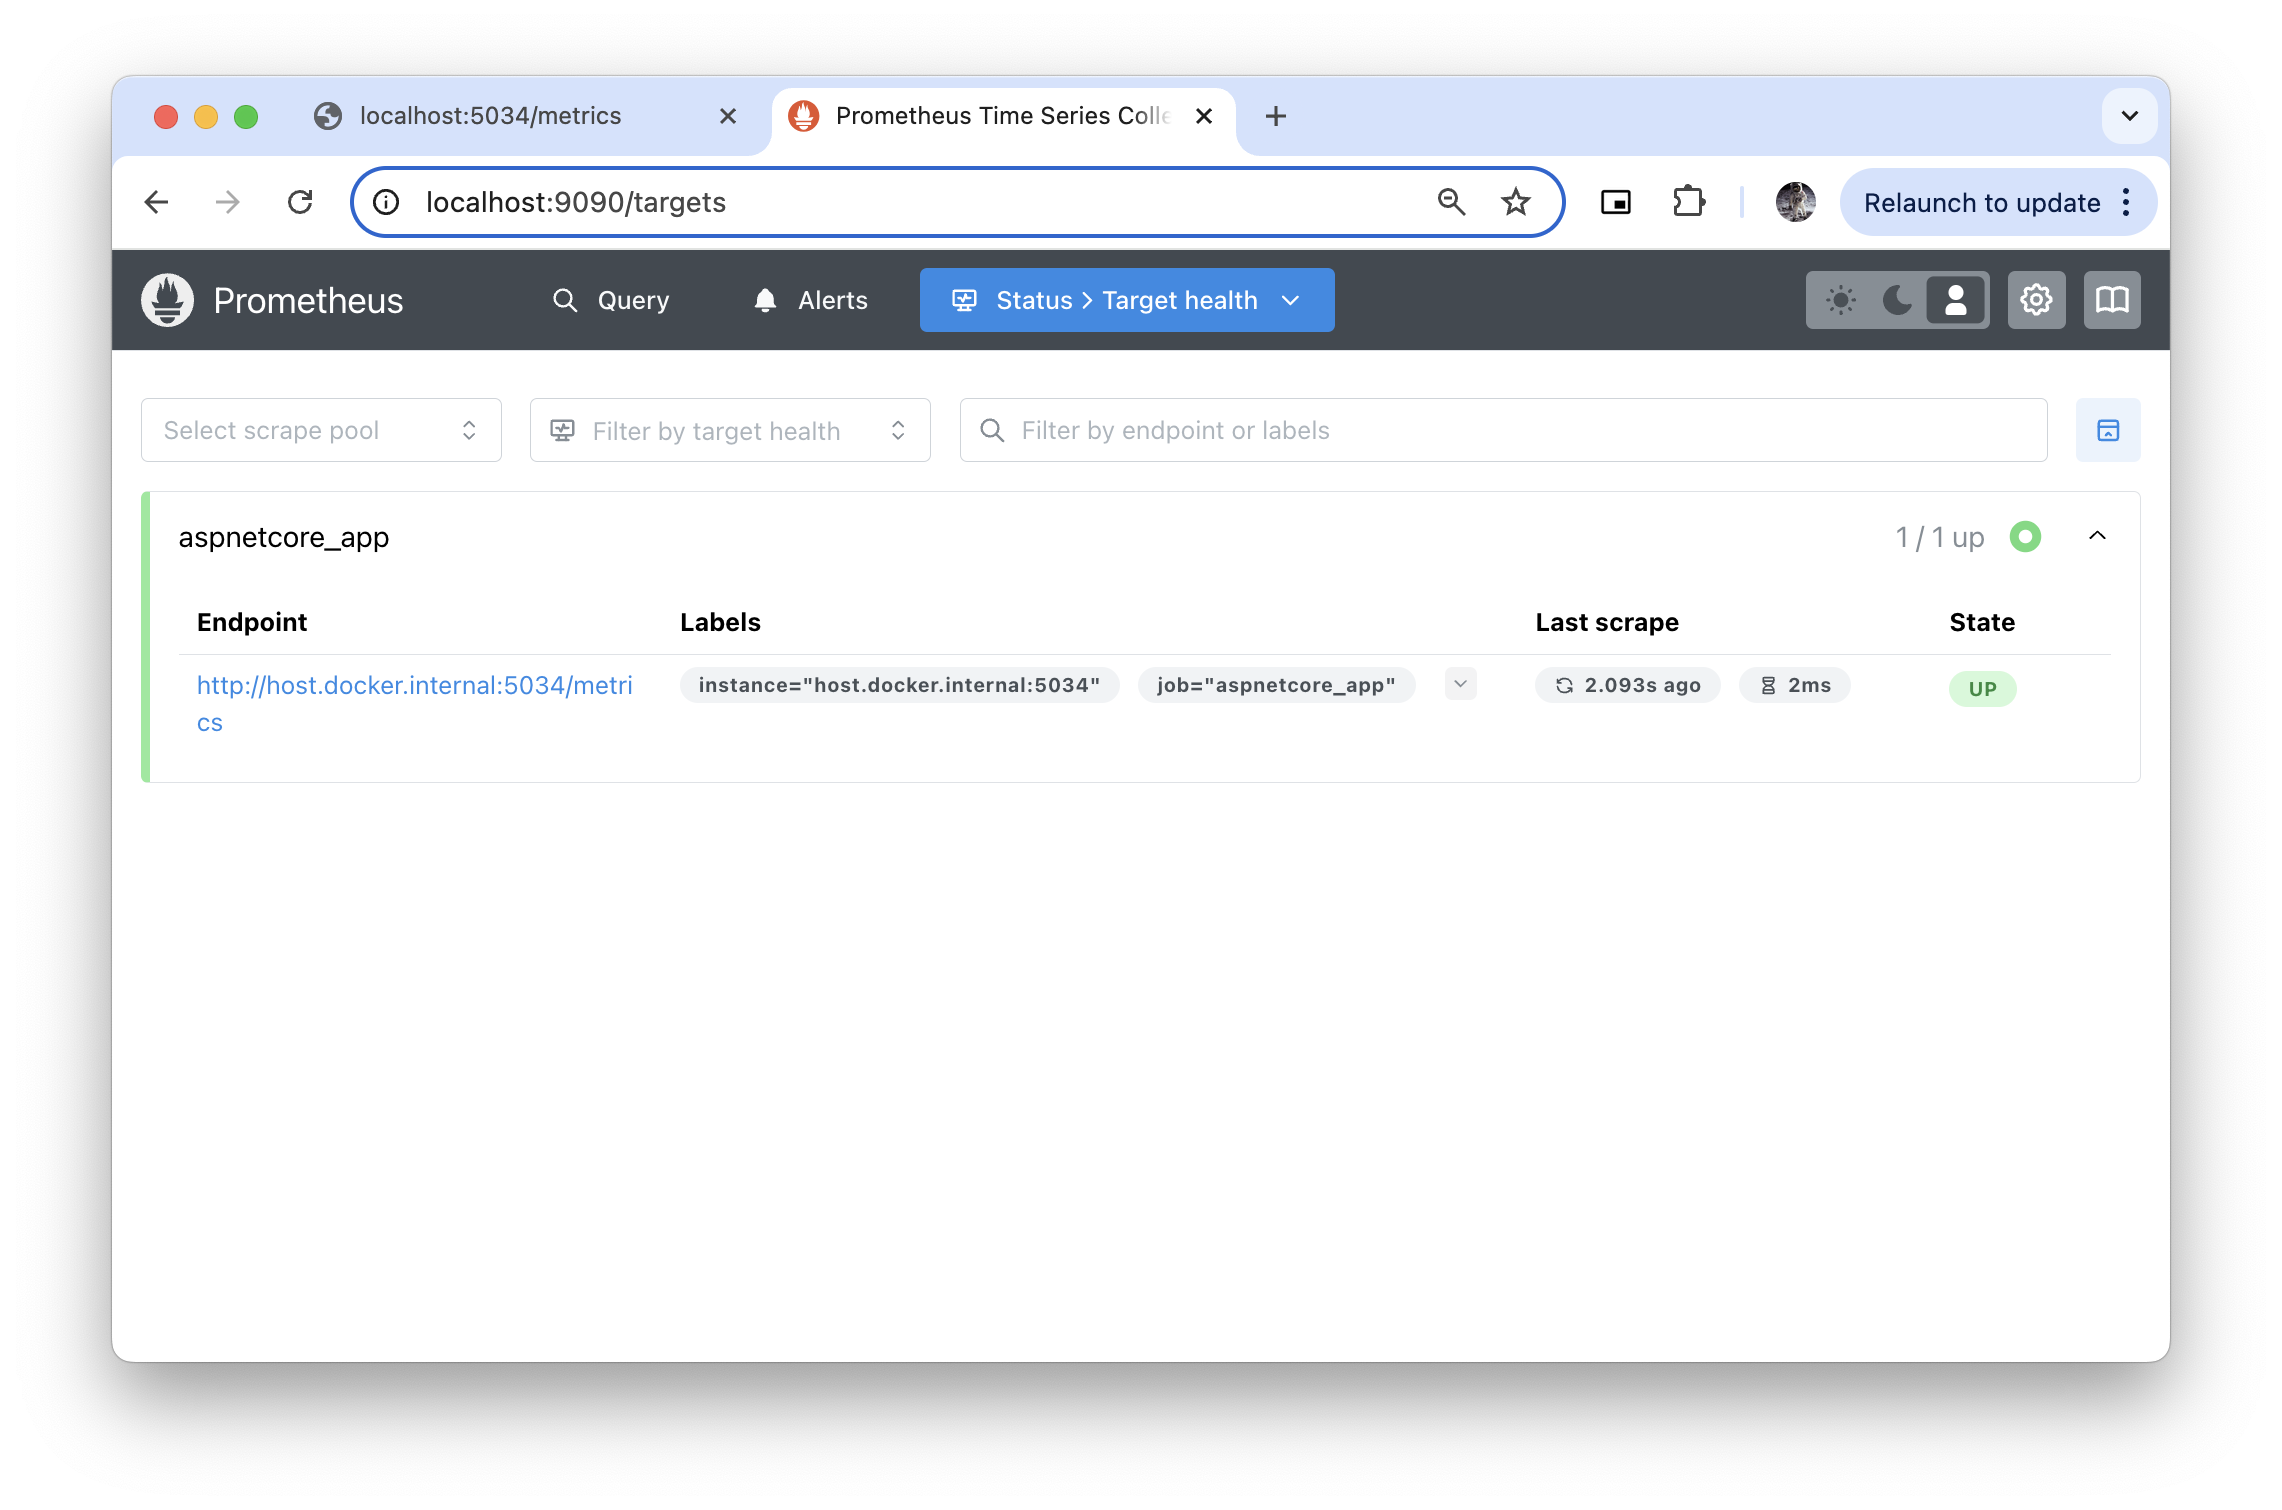 localhost:5034/metrics
Prometheus Time Series Colle
localhost:9090/targets
Relaunch to update
Prometheus
Query
Alerts
Status > Target health
Select scrape pool
Filter by target health
Filter by endpoint or labels
aspnetcore_app
1 / 1 up
Endpoint
Labels
Last scrape
State
http://host.docker.internal:5034/metri
cs
instance="host.docker.internal:5034"
job="aspnetcore_app"
2.093s ago
2ms
UP